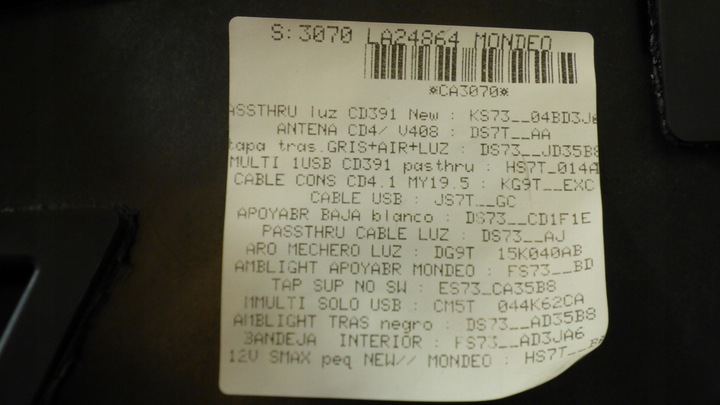 S: 3070 LA24864 MONDEO
*CA3070*
ASSTHRU luz CD391 New : KS73__04BD3J
ANTENA CD4/ V408 : DS7T__AA
tapa tras.GRIS+AIR+LUZ : DS73__JD35B8
MULTI 1USB CD391 pasthru : HS7T_014A
CABLE CONS CD4.1 MY19.5 : KG9T__EXC
CABLE USB : JS7T__GC
APOYABR BAJA blanco : DS73__CD1F1E
PASSTHRU CABLE LUZ : DS73__AJ
ARO MECHERO LUZ : DG9T 15K040AB
AMBLIGHT APOYABR MONDEO : FS73__BD
TAP SUP NO SW : ES73_CA35B8
MMULTI SOLO USB : CM5T 044K62CA
AMBLIGHT TRAS negro : DS73__AD35B8
BANDEJA INTERIOR : FS73__AD3JA6
12V SMAX peq NEW// MONDEO : HS7T__